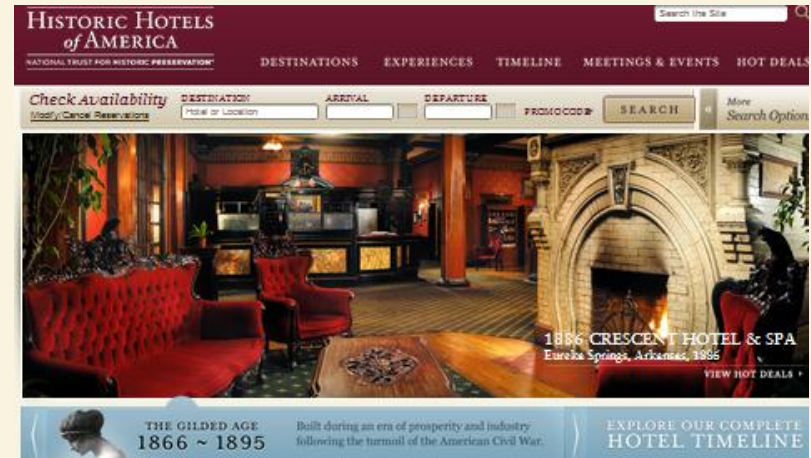 HISTORIC HOTELS
of AMERICA
NATIONAL TRUST FOR HISTORIC PRESERVATION
Search the Site
DESTINATIONS EXPERIENCES TIMELINE MEETINGS & EVENTS HOT DEALS
Check Availability
Modify/Cancel Reservations
DESTINATION
Hotel or Location
ARRIVAL
DEPARTURE
PROMOCODE
SEARCH
«
More
Search Option
1886 CRESCENT HOTEL & SPA
Eureka Springs, Arkansas, 1886
VIEW HOT DEALS
THE GILDED AGE
1866 ~ 1895
Built during an era of prosperity and industry
following the turmoil of the American Civil War.
EXPLORE OUR COMPLETE
HOTEL TIMELINE